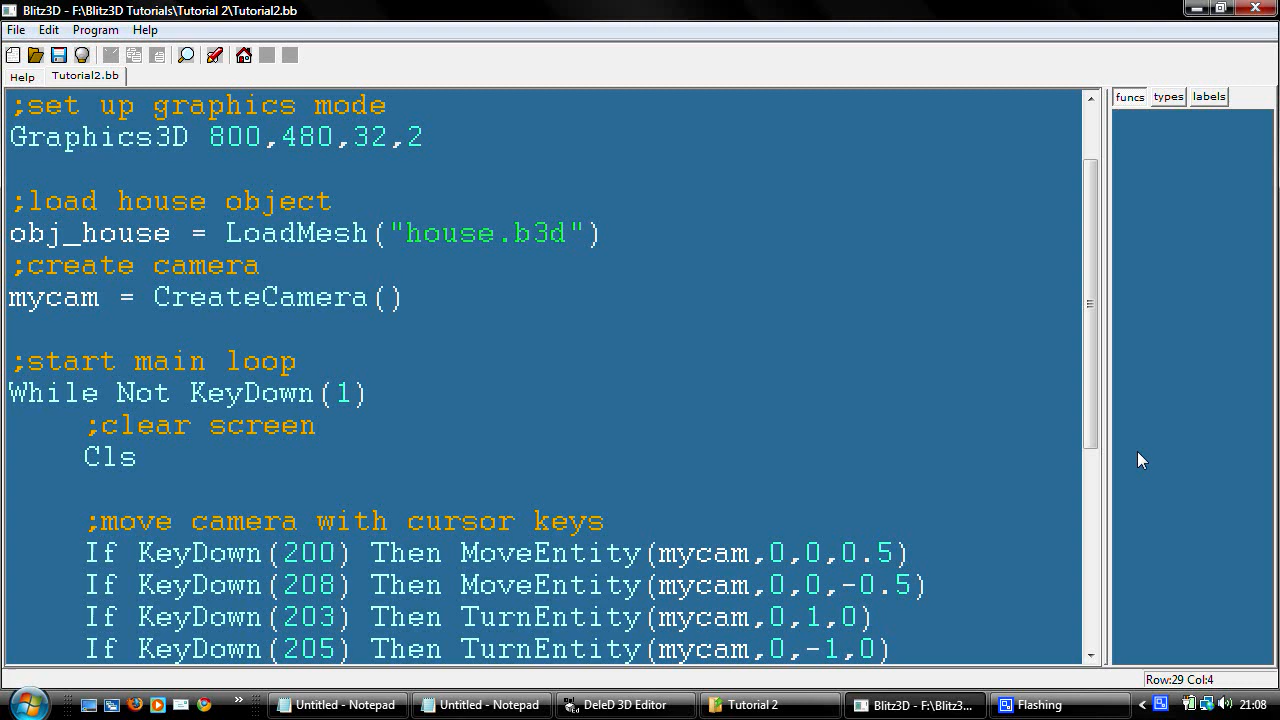 Blitz3D - F:\Blitz3D Tutorials\Tutorial 2\Tutorial2.bb
File Edit Program Help
Help Tutorial2.bb
funcs types labels
;set up graphics mode
Graphics3D 800,480,32,2
;load house object
obj_house = LoadMesh("house.b3d")
;create camera
mycam = CreateCamera()
;start main loop
While Not KeyDown(1)
;clear screen
Cls
;move camera with cursor keys
If KeyDown(200) Then MoveEntity(mycam,0,0,0.5)
If KeyDown(208) Then MoveEntity(mycam,0,0,-0.5)
If KeyDown(203) Then TurnEntity(mycam,0,1,0)
If KeyDown(205) Then TurnEntity(mycam,0,-1,0)
Row:29 Col:4
Untitled - Notepad Untitled - Notepad DeleD 3D Editor Tutorial 2 Blitz3D - F:\Blitz3... Flashing 21:08